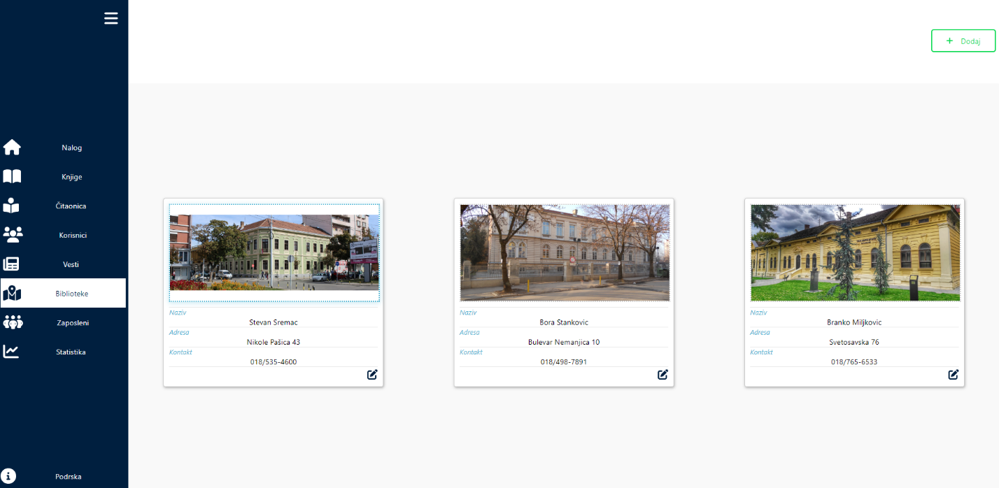 Dodaj
Nalog
Knjige
Čitaonica
Korisnici
Vesti
Biblioteke
Zaposleni
Statistika
Podrska
Naziv
Stevan Sremac
Adresa
Nikole Pašica 43
Kontakt
018/535-4600
Naziv
Bora Stankovic
Adresa
Bulevar Nemanjica 10
Kontakt
018/498-7891
Naziv
Branko Miljkovic
Adresa
Svetosavska 76
Kontakt
018/765-6533